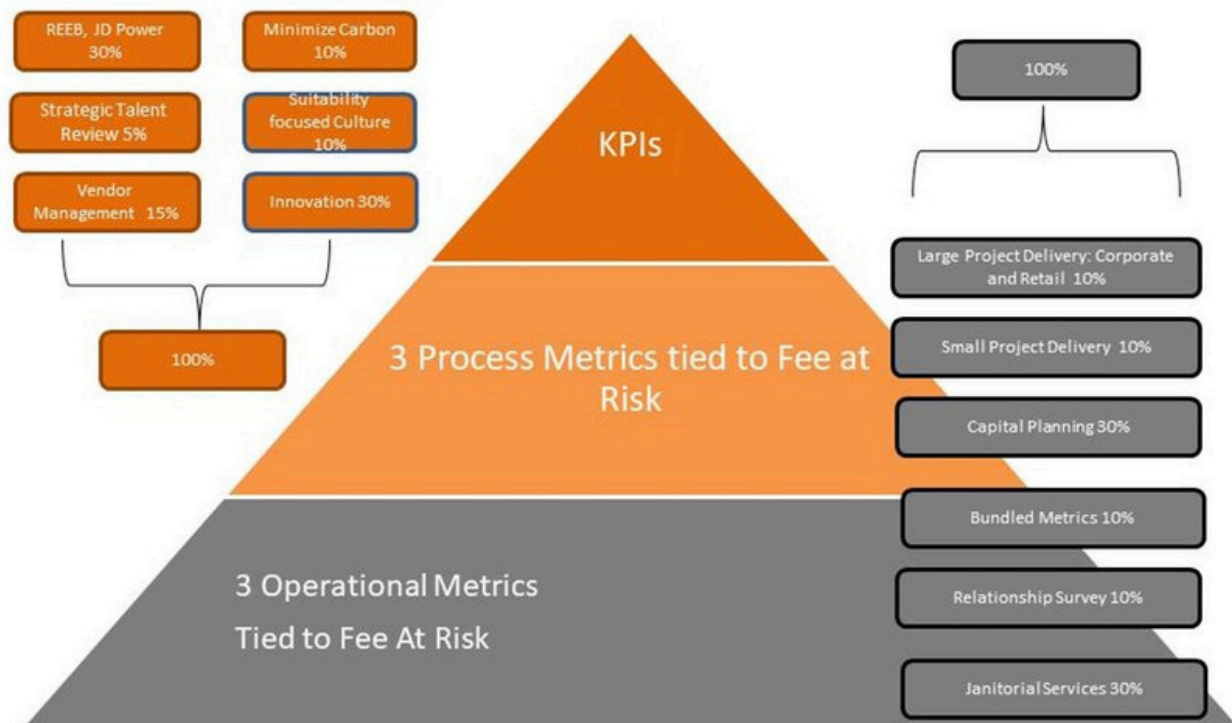 REEB, JD Power
30%
Minimize Carbon
10%
Strategic Talent
Review 5%
Suitability
focused Culture
10%
Vendor
Management 15%
Innovation 30%
100%
KPIs
3 Process Metrics tied to Fee at
Risk
3 Operational Metrics
Tied to Fee At Risk
100%
Large Project Delivery: Corporate
and Retail 10%
Small Project Delivery 10%
Capital Planning 30%
Bundled Metrics 10%
Relationship Survey 10%
Janitorial Services 30%